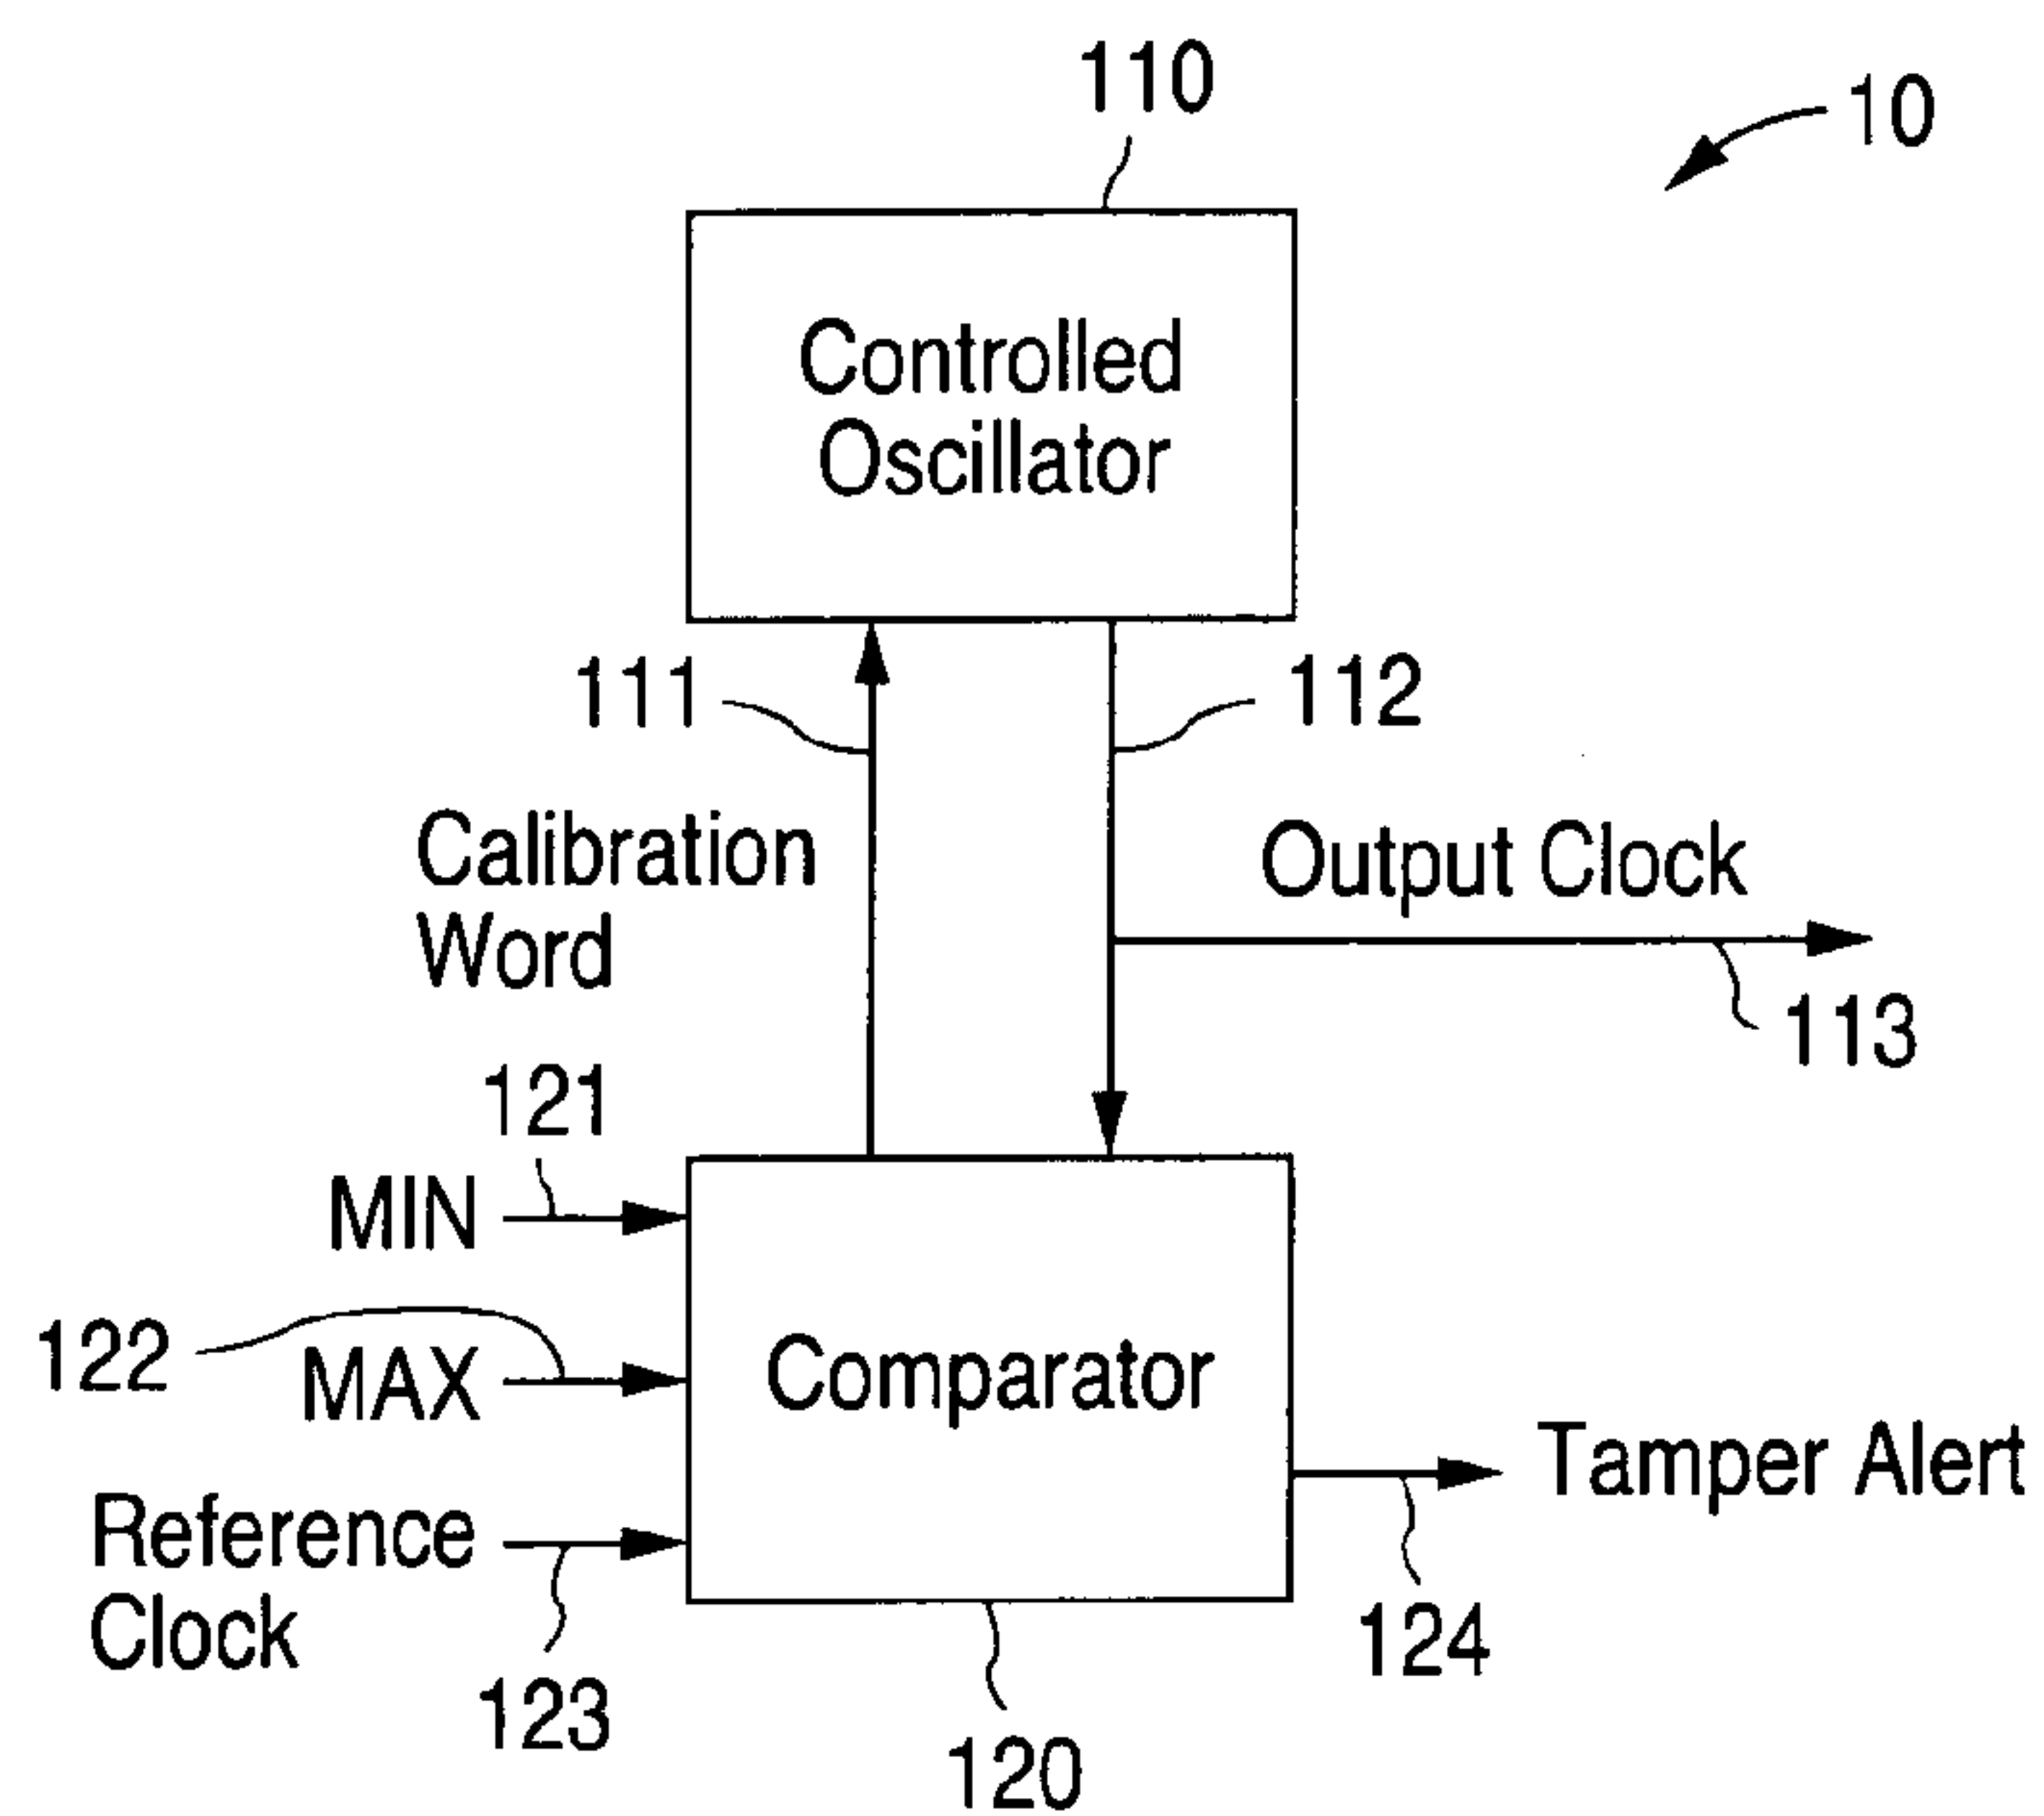 110
10
Controlled
Oscillator
111
112
Calibration
Word
Output Clock
113
121
MIN
122
MAX
Comparator
Reference
Clock
123
Tamper Alert
124
120